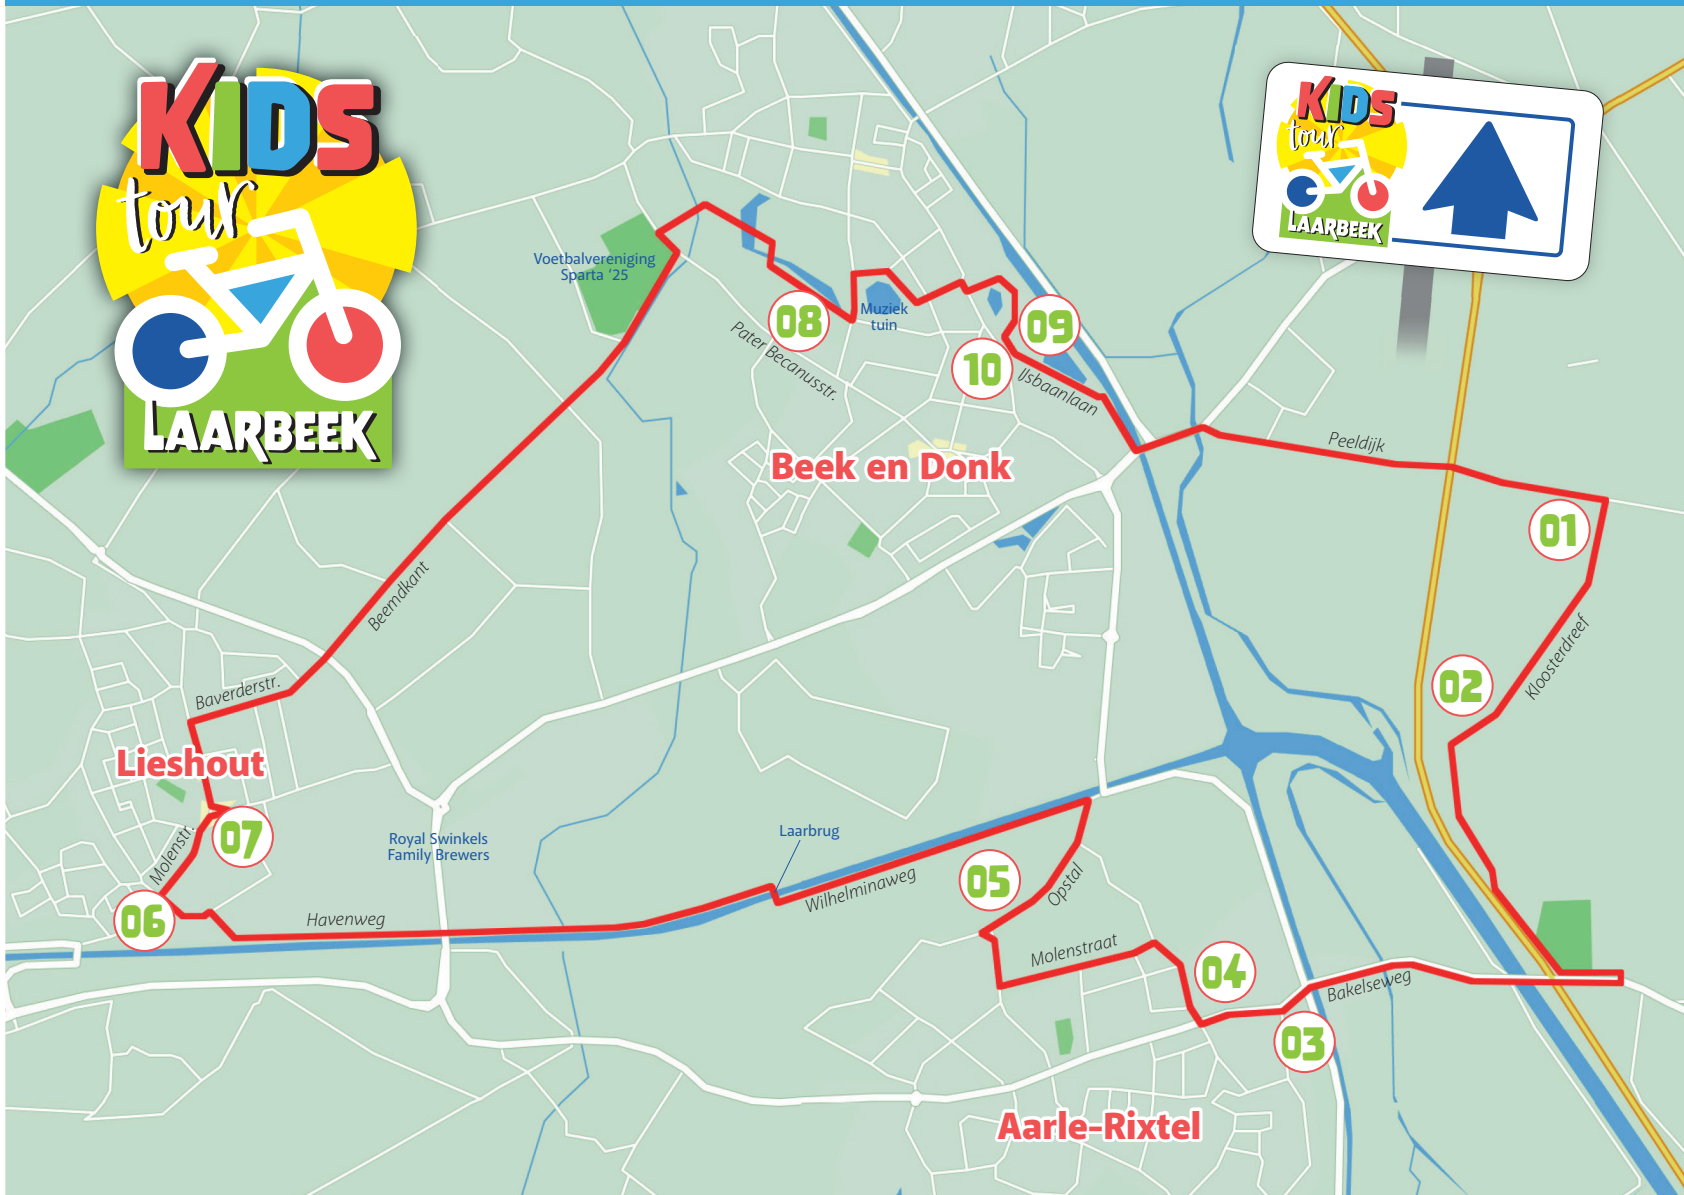 KIDS
tour
LAARBEEK
KIDS
tour
LAARBEEK
Voetbalvereniging
Sparta ‘25
08
Muziek
tuin
09
10
Pater Becanusstr.
IJsbaanlaan
Peeldijk
Beek en Donk
01
Beemdkant
Kloosterdreef
02
Baverderstr.
Lieshout
07
Molenstr.
Royal Swinkels
Family Brewers
Laarbrug
Wilhelminaweg
05
Opstal
06
Havenweg
Molenstraat
04
Bakelseweg
03
Aarle-Rixtel